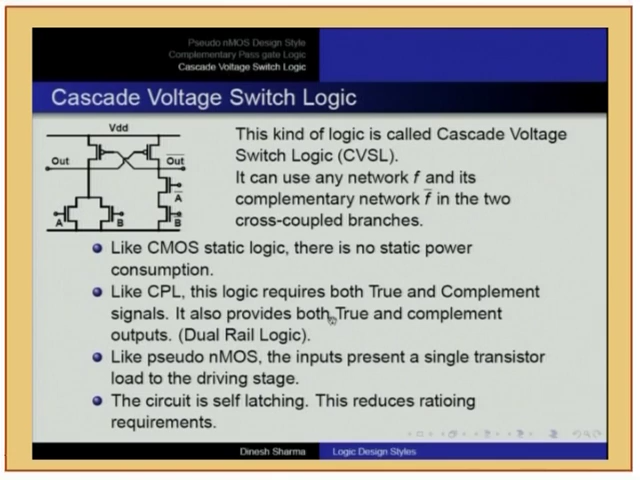 Pseudo nMOS Design Style
Complementary Pass gate Logic
Cascade Voltage Switch Logic
Cascade Voltage Switch Logic
Vdd
Out
Out
A
A
B
B
This kind of logic is called Cascade Voltage
Switch Logic (CVSL).
It can use any network f and its
complementary network f̅ in the two
cross-coupled branches.
Like CMOS static logic, there is no static power
consumption.
Like CPL, this logic requires both True and Complement
signals. It also provides both True and complement
outputs. (Dual Rail Logic).
Like pseudo nMOS, the inputs present a single transistor
load to the driving stage.
The circuit is self latching. This reduces ratioing
requirements.
Dinesh Sharma
Logic Design Styles